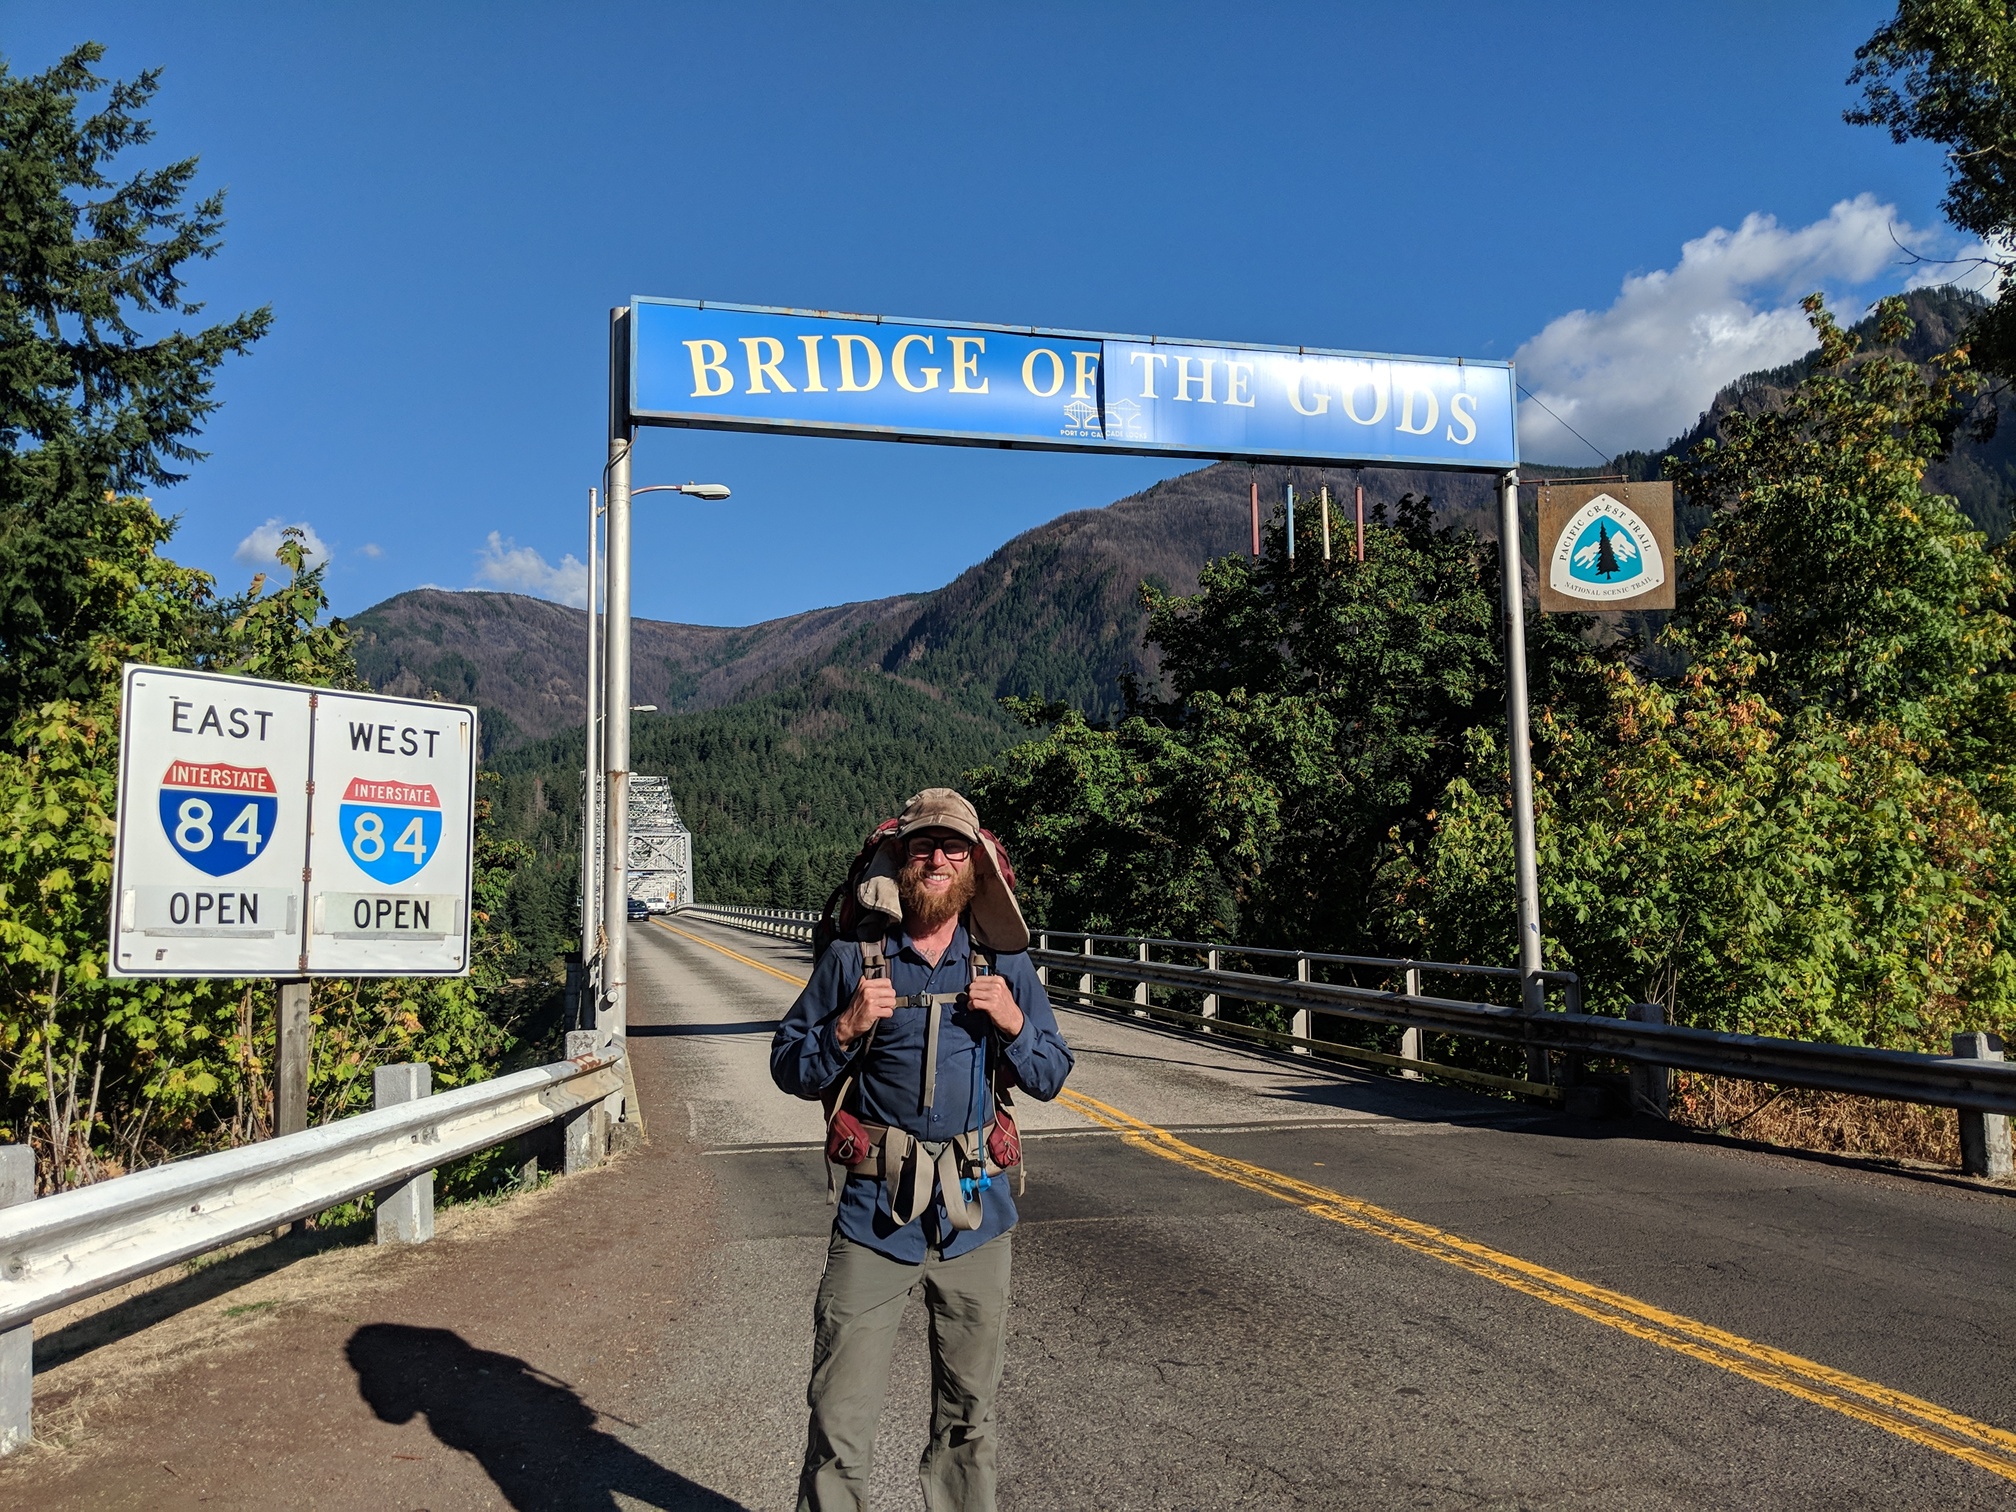 BRIDGE OF THE GODS
PORT OF CASCADE LOCKS
PACIFIC CREST TRAIL
NATIONAL SCENIC TRAIL
EAST
INTERSTATE
84
OPEN
WEST
INTERSTATE
84
OPEN